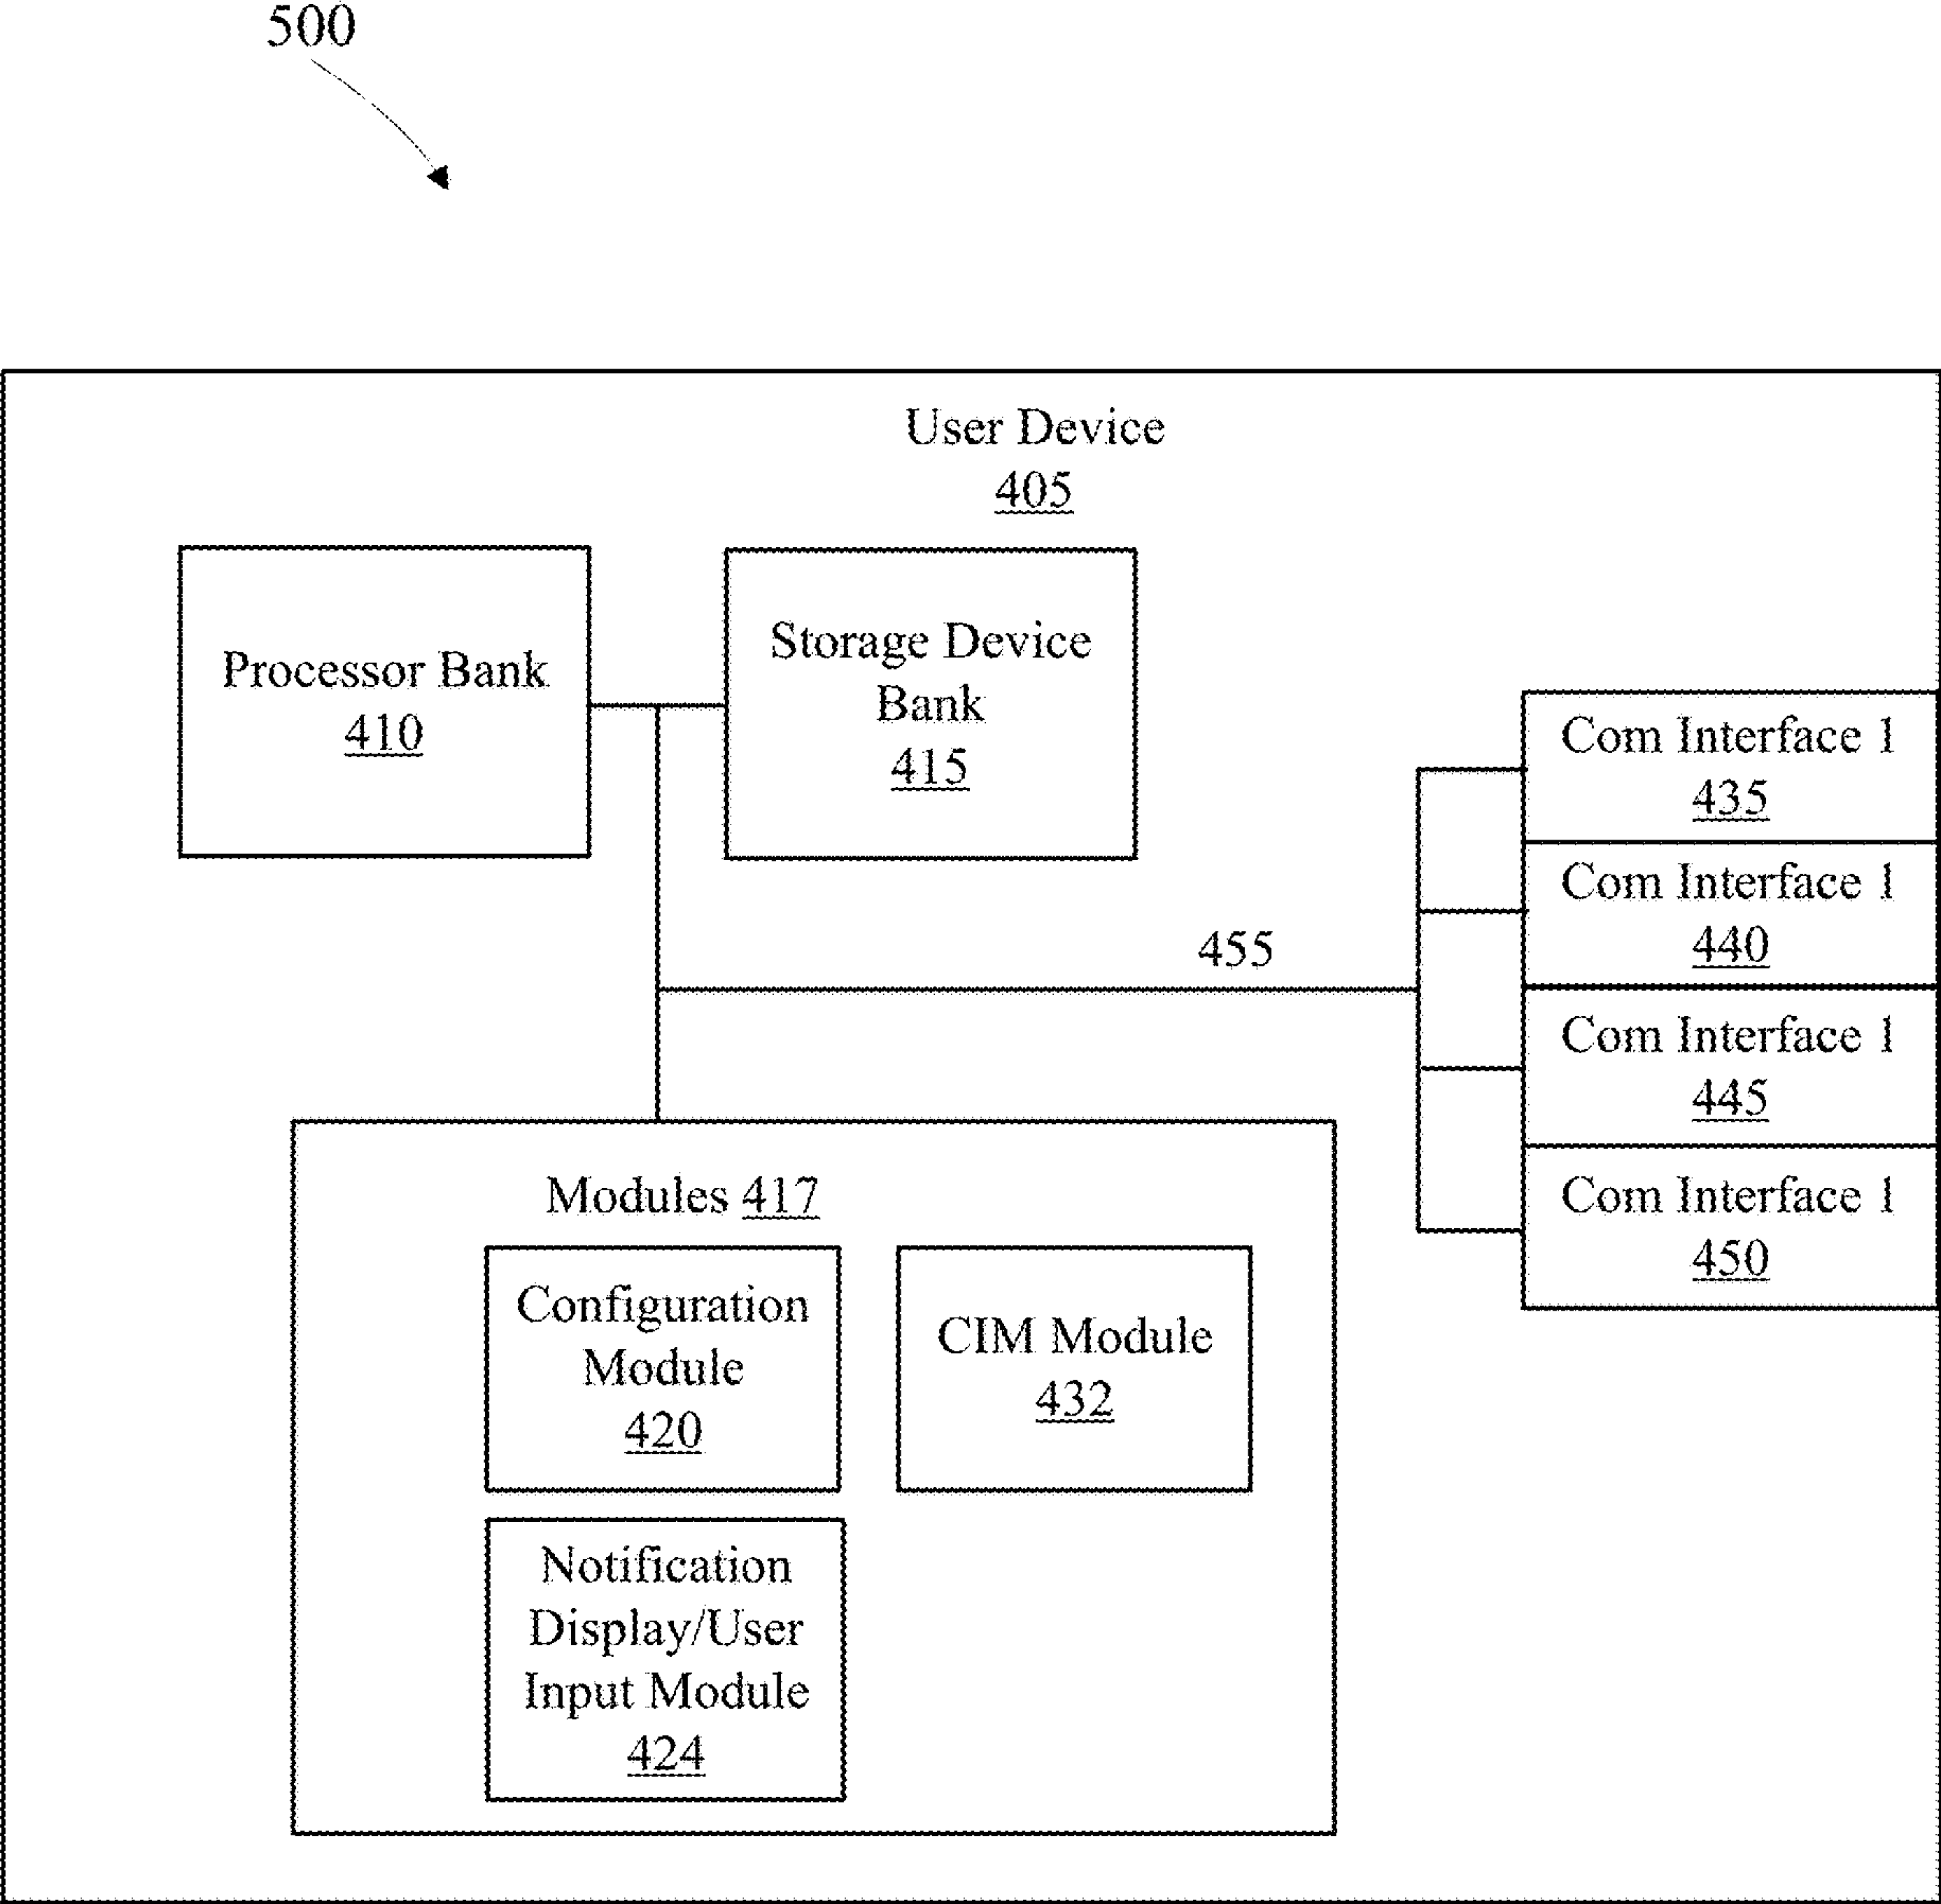 500
User Device
405
Processor Bank
410
Storage Device
Bank
415
Com Interface 1
435
Com Interface 1
440
455
Com Interface 1
445
Com Interface 1
450
Modules 417
Configuration
Module
420
CIM Module
432
Notification
Display/User
Input Module
424